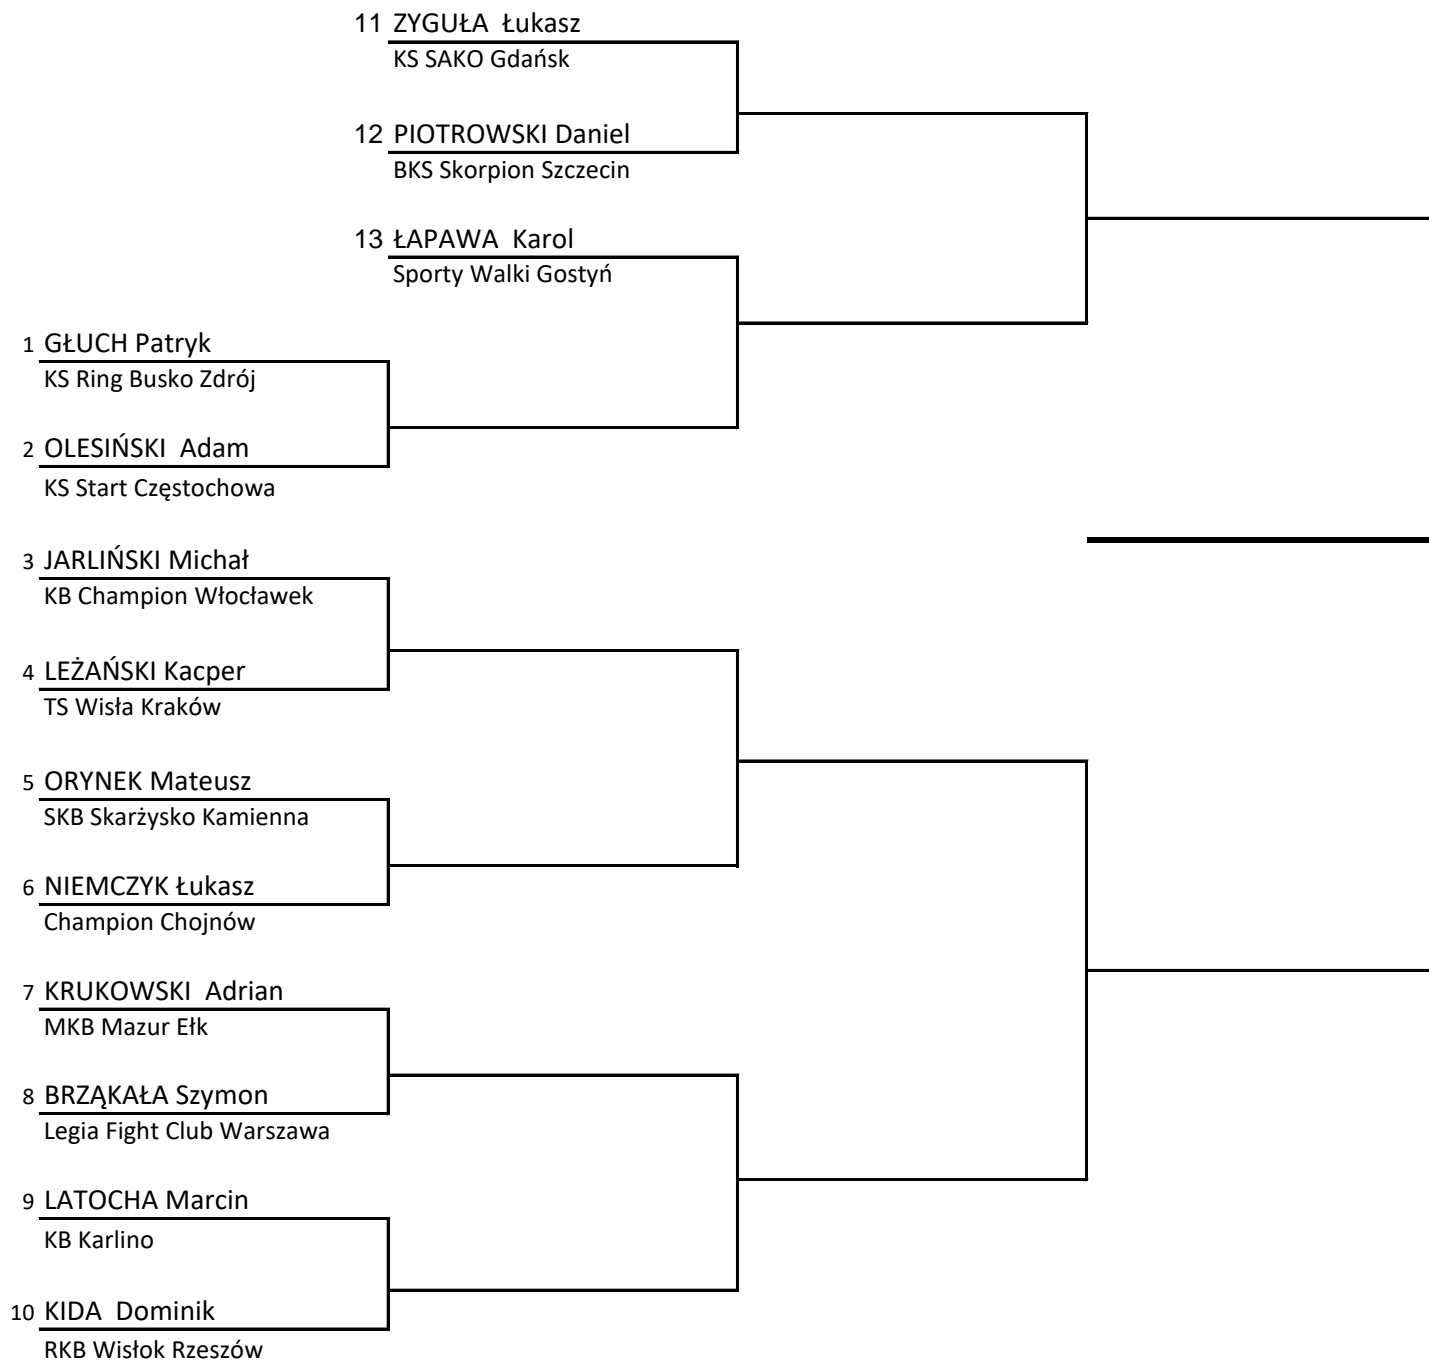 11 ZYGUŁA Łukasz
KS SAKO Gdańsk
12 PIOTROWSKI Daniel
BKS Skorpion Szczecin
13 ŁAPAWA Karol
Sporty Walki Gostyń
1 GŁUCH Patryk
KS Ring Busko Zdrój
2 OLESIŃSKI Adam
KS Start Częstochowa
3 JARLIŃSKI Michał
KB Champion Włocławek
4 LEŻAŃSKI Kacper
TS Wisła Kraków
5 ORYNEK Mateusz
SKB Skarżysko Kamienna
6 NIEMCZYK Łukasz
Champion Chojnów
7 KRUKOWSKI Adrian
MKB Mazur Ełk
8 BRZĄKAŁA Szymon
Legia Fight Club Warszawa
9 LATOCHA Marcin
KB Karlino
10 KIDA Dominik
RKB Wisłok Rzeszów